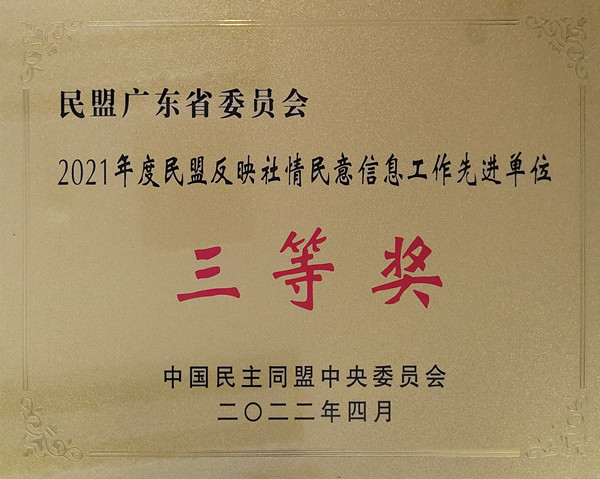 民盟广东省委员会
2021年度民盟反映社情民意信息工作先进单位
三等奖
中国民主同盟中央委员会
二〇二二年四月